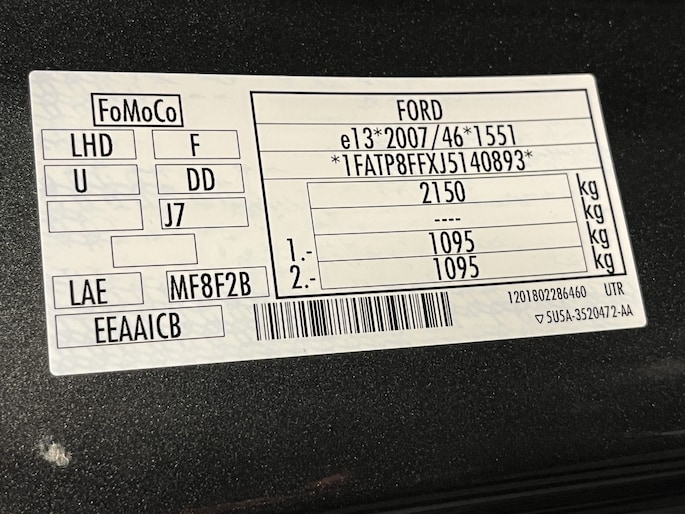 FoMoCo
LHD F
U DD
J7
LAE MF8F2B
EEAAICB
FORD
e13*2007/46*1551
*1FATP8FFXJ5140893*
2150 kg
---- kg
1.- 1095 kg
2.- 1095 kg
1201802286460 UTR
▽ 5U5A-3520472-AA